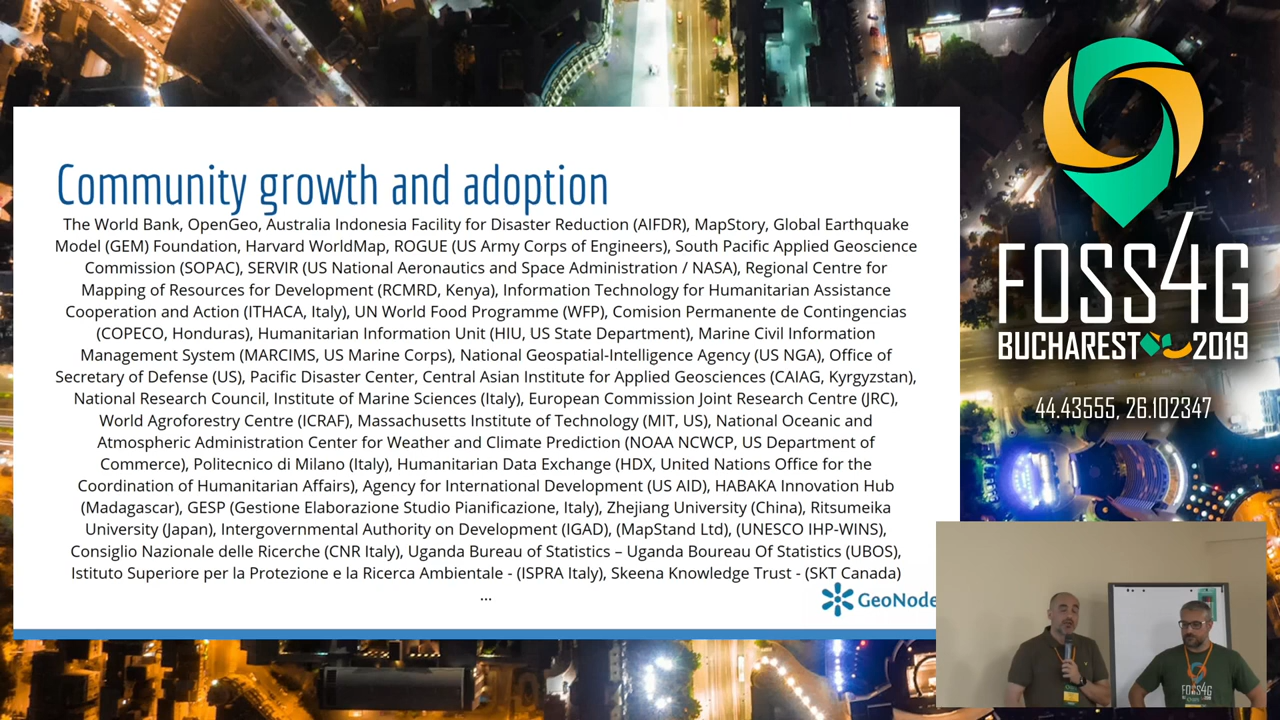 Community growth and adoption
The World Bank, OpenGeo, Australia Indonesia Facility for Disaster Reduction (AIFDR), MapStory, Global Earthquake
Model (GEM) Foundation, Harvard WorldMap, ROGUE (US Army Corps of Engineers), South Pacific Applied Geoscience
Commission (SOPAC), SERVIR (US National Aeronautics and Space Administration / NASA), Regional Centre for
Mapping of Resources for Development (RCMRD, Kenya), Information Technology for Humanitarian Assistance
Cooperation and Action (ITHACA, Italy), UN World Food Programme (WFP), Comision Permanente de Contingencias
(COPECO, Honduras), Humanitarian Information Unit (HIU, US State Department), Marine Civil Information
Management System (MARCIMS, US Marine Corps), National Geospatial-Intelligence Agency (US NGA), Office of
Secretary of Defense (US), Pacific Disaster Center, Central Asian Institute for Applied Geosciences (CAIAG, Kyrgyzstan),
National Research Council, Institute of Marine Sciences (Italy), European Commission Joint Research Centre (JRC),
World Agroforestry Centre (ICRAF), Massachusetts Institute of Technology (MIT, US), National Oceanic and
Atmospheric Administration Center for Weather and Climate Prediction (NOAA NCWCP, US Department of
Commerce), Politecnico di Milano (Italy), Humanitarian Data Exchange (HDX, United Nations Office for the
Coordination of Humanitarian Affairs), Agency for International Development (US AID), HABAKA Innovation Hub
(Madagascar), GESP (Gestione Elaborazione Studio Pianificazione, Italy), Zhejiang University (China), Ritsumeika
University (Japan), Intergovernmental Authority on Development (IGAD), (MapStand Ltd), (UNESCO IHP-WINS),
Consiglio Nazionale delle Ricerche (CNR Italy), Uganda Bureau of Statistics – Uganda Boureau Of Statistics (UBOS),
Istituto Superiore per la Protezione e la Ricerca Ambientale - (ISPRA Italy), Skeena Knowledge Trust - (SKT Canada)
...
GeoNode
FOSS4G
BUCHAREST 2019
44.43555, 26.102347
FOSS4G